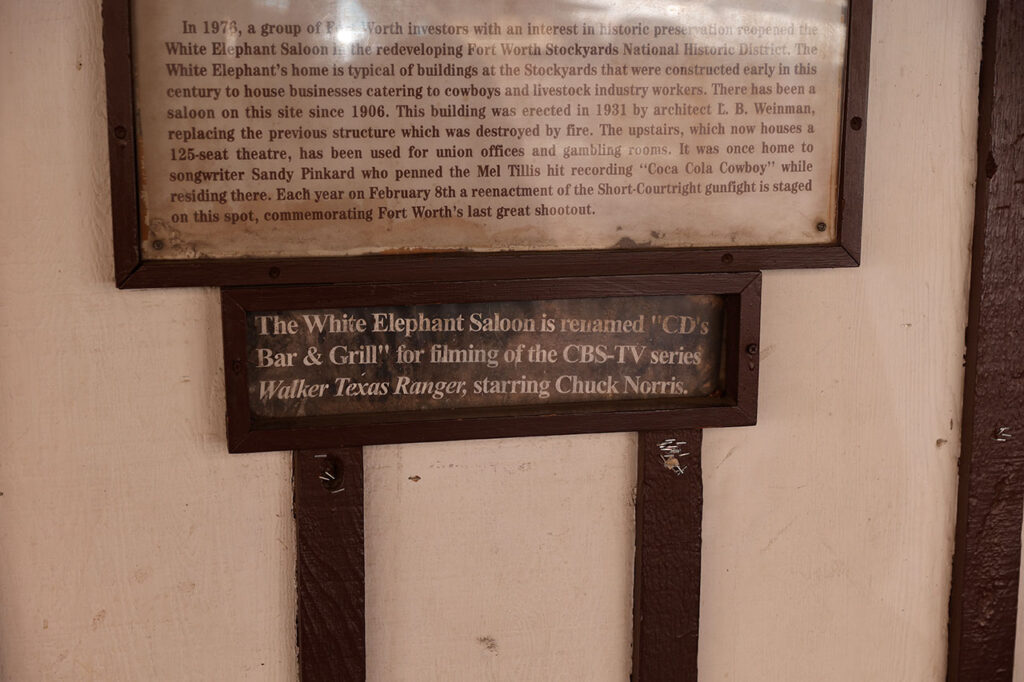 In 1976, a group of Fort Worth investors with an interest in historic preservation reopened the
White Elephant Saloon in the redeveloping Fort Worth Stockyards National Historic District. The
White Elephant's home is typical of buildings at the Stockyards that were constructed early in this
century to house businesses catering to cowboys and livestock industry workers. There has been a
saloon on this site since 1906. This building was erected in 1931 by architect L. B. Weinman,
replacing the previous structure which was destroyed by fire. The upstairs, which now houses a
125-seat theatre, has been used for union offices and gambling rooms. It was once home to
songwriter Sandy Pinkard who penned the Mel Tillis hit recording "Coca Cola Cowboy" while
residing there. Each year on February 8th a reenactment of the Short-Courtright gunfight is staged
on this spot, commemorating Fort Worth's last great shootout.
The White Elephant Saloon is renamed "CD's
Bar & Grill" for filming of the CBS-TV series
Walker Texas Ranger, starring Chuck Norris.